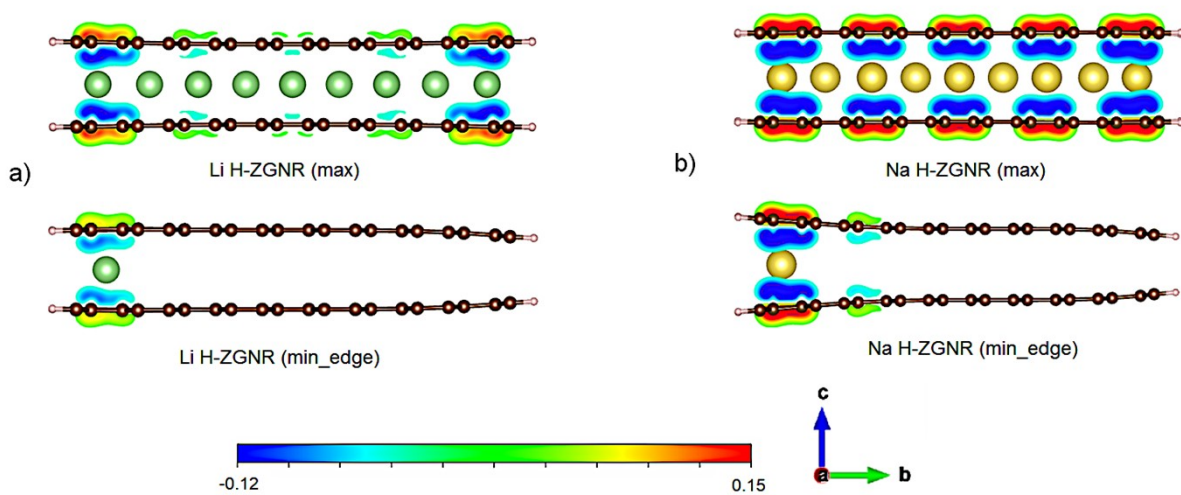 a)
Li H-ZGNR (max)
b)
Na H-ZGNR (max)
Li H-ZGNR (min_edge)
Na H-ZGNR (min_edge)
-0.12
0.15
c
a
b